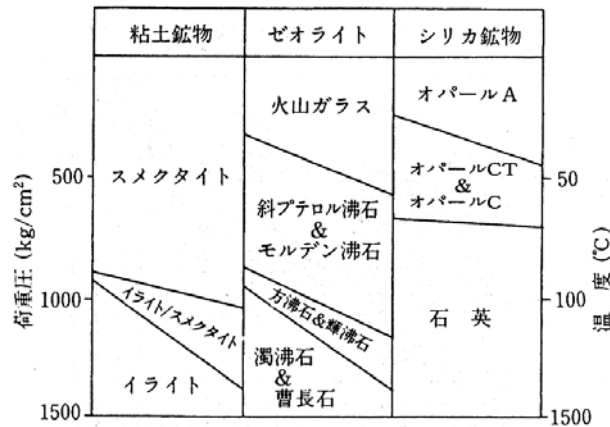 粘土鉱物
ゼオライト
シリカ鉱物
スメクタイト
イライト/スメクタイト
イライト
火山ガラス
斜プテロル沸石
&
モルデン沸石
方沸石&輝沸石
濁沸石
&
曹長石
オパールA
オパールCT
&
オパールC
石英
荷重圧 (kg/cm²)
500
1000
1500
温度 (℃)
50
100
1500